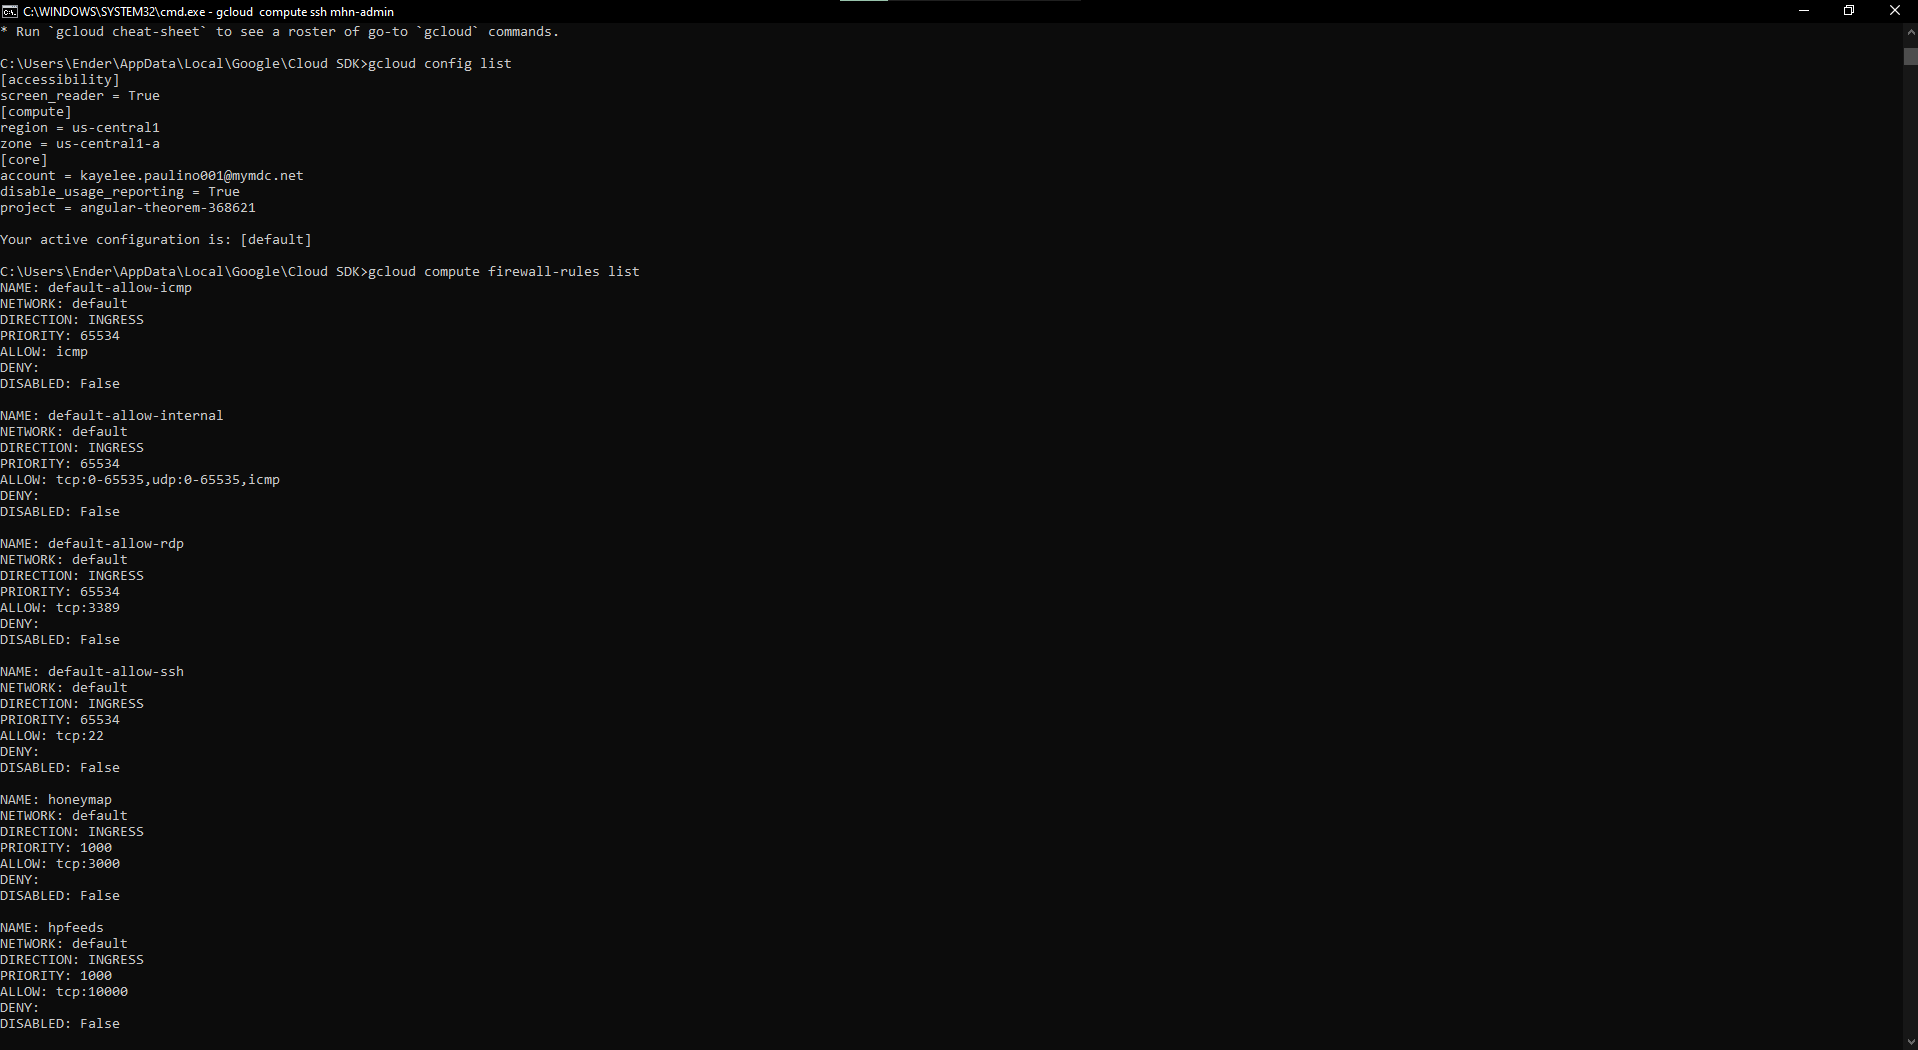 C:\WINDOWS\SYSTEM32\cmd.exe - gcloud  compute ssh mhn-admin
* Run `gcloud cheat-sheet` to see a roster of go-to `gcloud` commands.
C:\Users\Ender\AppData\Local\Google\Cloud SDK>gcloud config list
[accessibility]
screen_reader = True
[compute]
region = us-central1
zone = us-central1-a
[core]
account = kayelee.paulino001@mymdc.net
disable_usage_reporting = True
project = angular-theorem-368621
Your active configuration is: [default]
C:\Users\Ender\AppData\Local\Google\Cloud SDK>gcloud compute firewall-rules list
NAME: default-allow-icmp
NETWORK: default
DIRECTION: INGRESS
PRIORITY: 65534
ALLOW: icmp
DENY:
DISABLED: False
NAME: default-allow-internal
NETWORK: default
DIRECTION: INGRESS
PRIORITY: 65534
ALLOW: tcp:0-65535,udp:0-65535,icmp
DENY:
DISABLED: False
NAME: default-allow-rdp
NETWORK: default
DIRECTION: INGRESS
PRIORITY: 65534
ALLOW: tcp:3389
DENY:
DISABLED: False
NAME: default-allow-ssh
NETWORK: default
DIRECTION: INGRESS
PRIORITY: 65534
ALLOW: tcp:22
DENY:
DISABLED: False
NAME: honeymap
NETWORK: default
DIRECTION: INGRESS
PRIORITY: 1000
ALLOW: tcp:3000
DENY:
DISABLED: False
NAME: hpfeeds
NETWORK: default
DIRECTION: INGRESS
PRIORITY: 1000
ALLOW: tcp:10000
DENY:
DISABLED: False